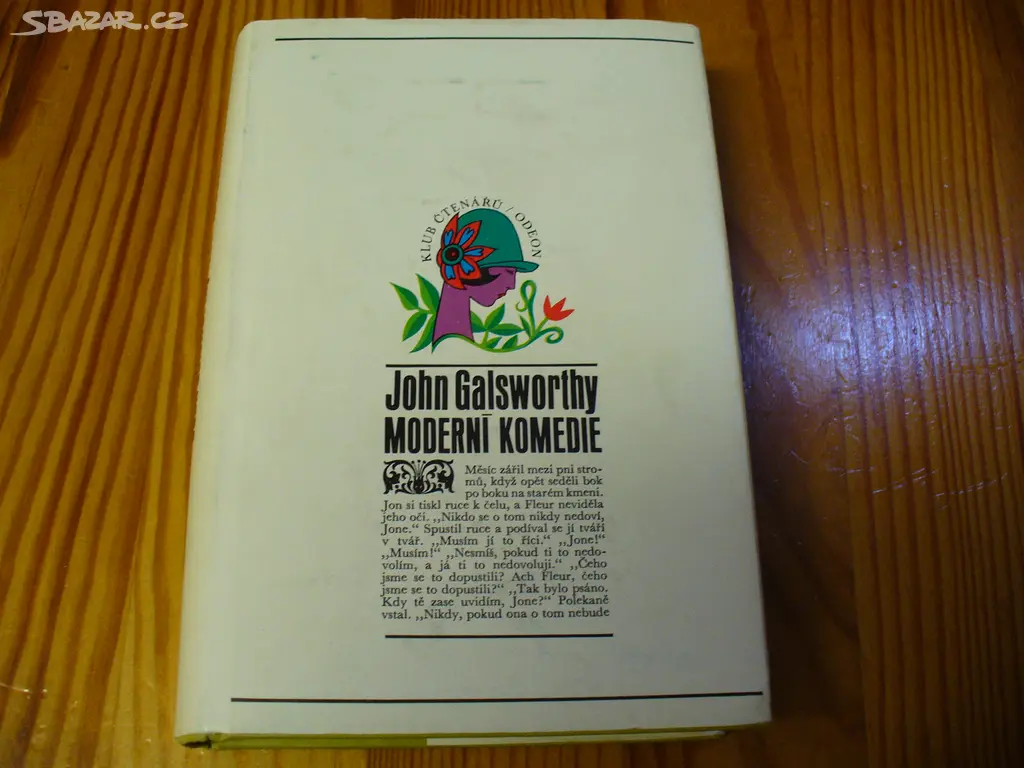 SBAZAR.CZ
KLUB ČTENÁŘŮ / ODEON
John Galsworthy
MODERNÍ KOMEDIE
Měsíc zářil mezi pni stro-
mů, když opět seděli bok
po boku na starém kmeni.
Jon si tiskl ruce k čelu, a Fleur neviděla
jeho očí. „Nikdo se o tom nikdy nedoví,
Jone.“ Spustil ruce a podíval se jí tváří
v tvář. „Musím jí to říci.“ „Jone!“
„Musím!“ „Nesmíš, pokud ti to nedo-
volím, a já ti to nedovoluji.“ „Čeho
jsme se to dopustili? Ach Fleur, čeho
jsme se to dopustili?“ „Tak bylo psáno.
Kdy tě zase uvidím, Jone?“ Polekaně
vstal. „Nikdy, pokud ona o tom nebude